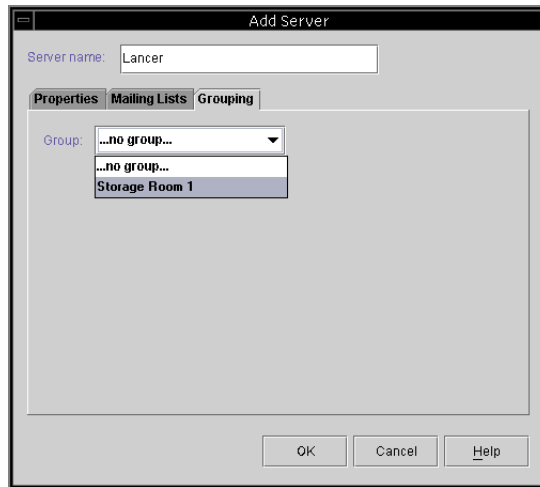 Add Server
Server name: Lancer
Properties Mailing Lists Grouping
Group: ...no group...
...no group...
Storage Room 1
OK Cancel Help